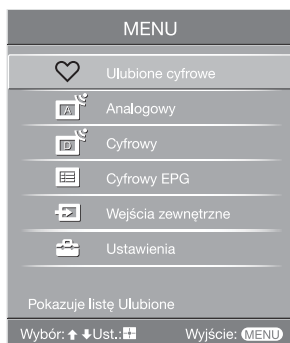 MENU
Ulubione cyfrowe
A Analogowy
D Cyfrowy
Cyfrowy EPG
Wejścia zewnętrzne
Ustawienia
Pokazuje listę Ulubione
Wybór: Ust.: Wyjście: MENU